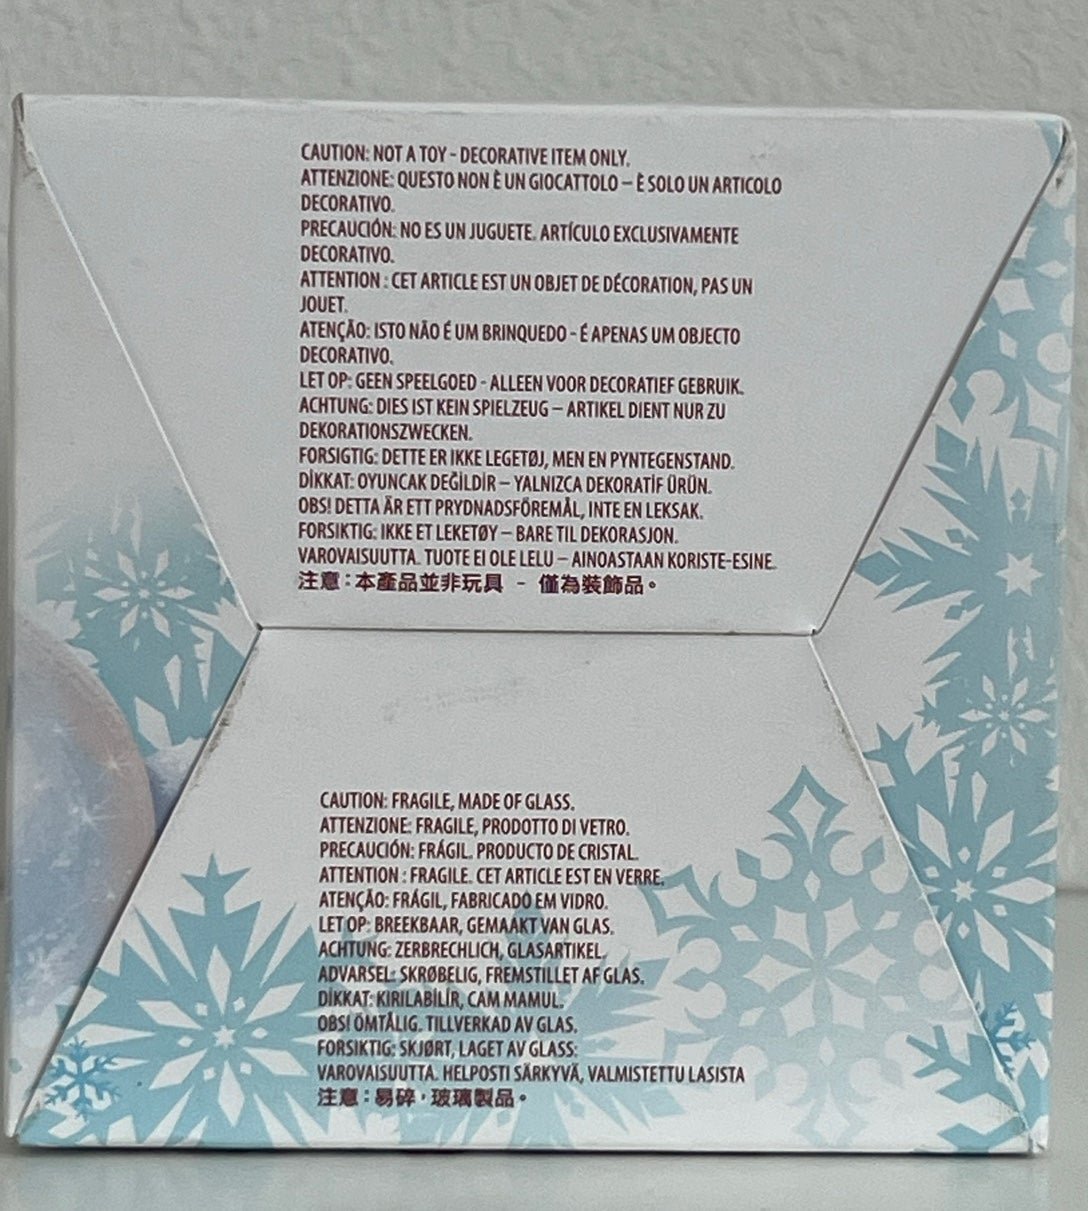 CAUTION: NOT A TOY - DECORATIVE ITEM ONLY.
ATTENZIONE: QUESTO NON È UN GIOCATTOLO – È SOLO UN ARTICOLO
DECORATIVO.
PRECAUCIÓN: NO ES UN JUGUETE. ARTÍCULO EXCLUSIVAMENTE
DECORATIVO.
ATTENTION : CET ARTICLE EST UN OBJET DE DÉCORATION, PAS UN
JOUET.
ATENÇÃO: ISTO NÃO É UM BRINQUEDO - É APENAS UM OBJECTO
DECORATIVO.
LET OP: GEEN SPEELGOED - ALLEEN VOOR DECORATIEF GEBRUIK.
ACHTUNG: DIES IST KEIN SPIELZEUG – ARTIKEL DIENT NUR ZU
DEKORATIONSZWECKEN.
FORSIGTIG: DETTE ER IKKE LEGETØJ, MEN EN PYNTEGENSTAND.
DİKKAT: OYUNCAK DEĞİLDİR – YALNIZCA DEKORATİF ÜRÜN.
OBS! DETTA ÄR ETT PRYDNADSFÖREMÅL, INTE EN LEKSAK.
FORSIKTIG: IKKE ET LEKETØY – BARE TIL DEKORASJON.
VAROVAISUUTTA. TUOTE EI OLE LELU – AINOASTAAN KORISTE-ESINE.
注意：本產品並非玩具 - 僅為裝飾品。
CAUTION: FRAGILE, MADE OF GLASS.
ATTENZIONE: FRAGILE, PRODOTTO DI VETRO.
PRECAUCIÓN: FRÁGIL. PRODUCTO DE CRISTAL.
ATTENTION : FRAGILE. CET ARTICLE EST EN VERRE.
ATENÇÃO: FRÁGIL, FABRICADO EM VIDRO.
LET OP: BREEKBAAR, GEMAAKT VAN GLAS.
ACHTUNG: ZERBRECHLICH, GLASARTIKEL.
ADVARSEL: SKRØBELIG, FREMSTILLET AF GLAS.
DİKKAT: KIRILABİLİR, CAM MAMUL.
OBS! ÖMTÅLIG. TILLVERKAD AV GLAS.
FORSIKTIG: SKJØRT, LAGET AV GLASS:
VAROVAISUUTTA. HELPOSTI SÄRKYVÄ, VALMISTETTU LASISTA
注意：易碎，玻璃製品。